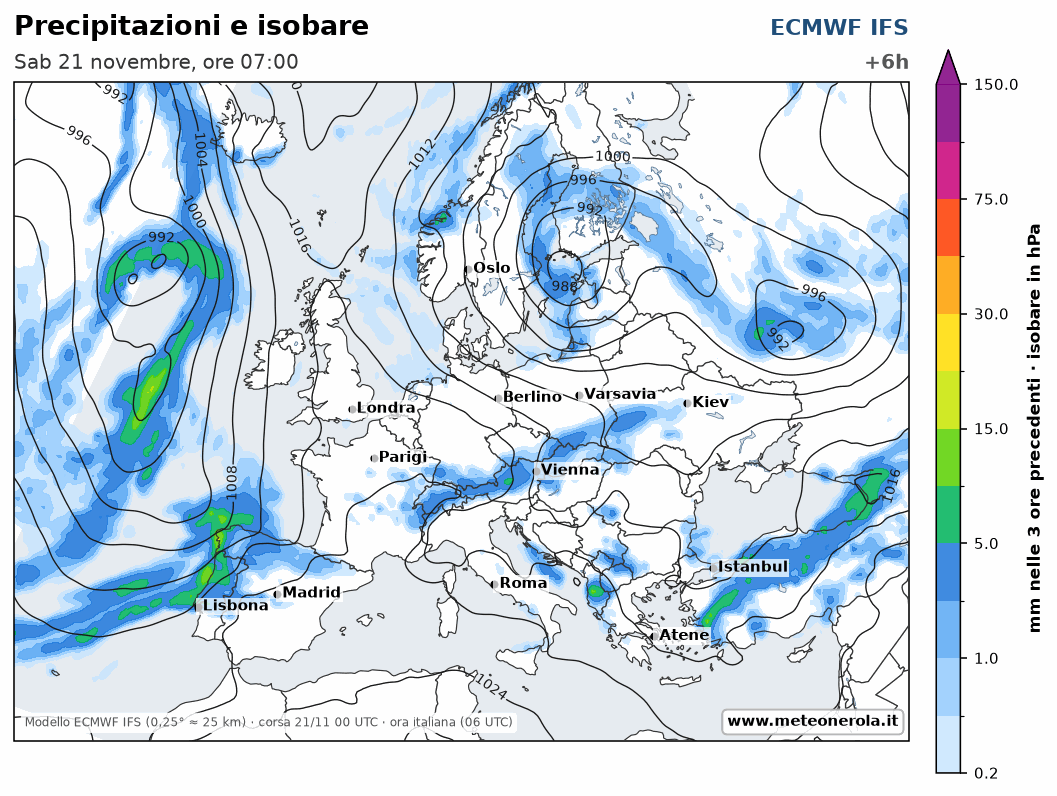 Precipitazioni e isobare
ECMWF IFS
Sab 21 novembre, ore 07:00
+6h
992
996
1004
1000
992
1016
1012
1000
996
992
988
996
992
1008
1016
1024
Oslo
Londra
Berlino
Varsavia
Kiev
Parigi
Vienna
Istanbul
Roma
Madrid
Lisbona
Atene
Modello ECMWF IFS (0,25° ≈ 25 km) · corsa 21/11 00 UTC · ora italiana (06 UTC)
www.meteonerola.it
150.0
75.0
30.0
15.0
5.0
1.0
0.2
mm nelle 3 ore precedenti · isobare in hPa